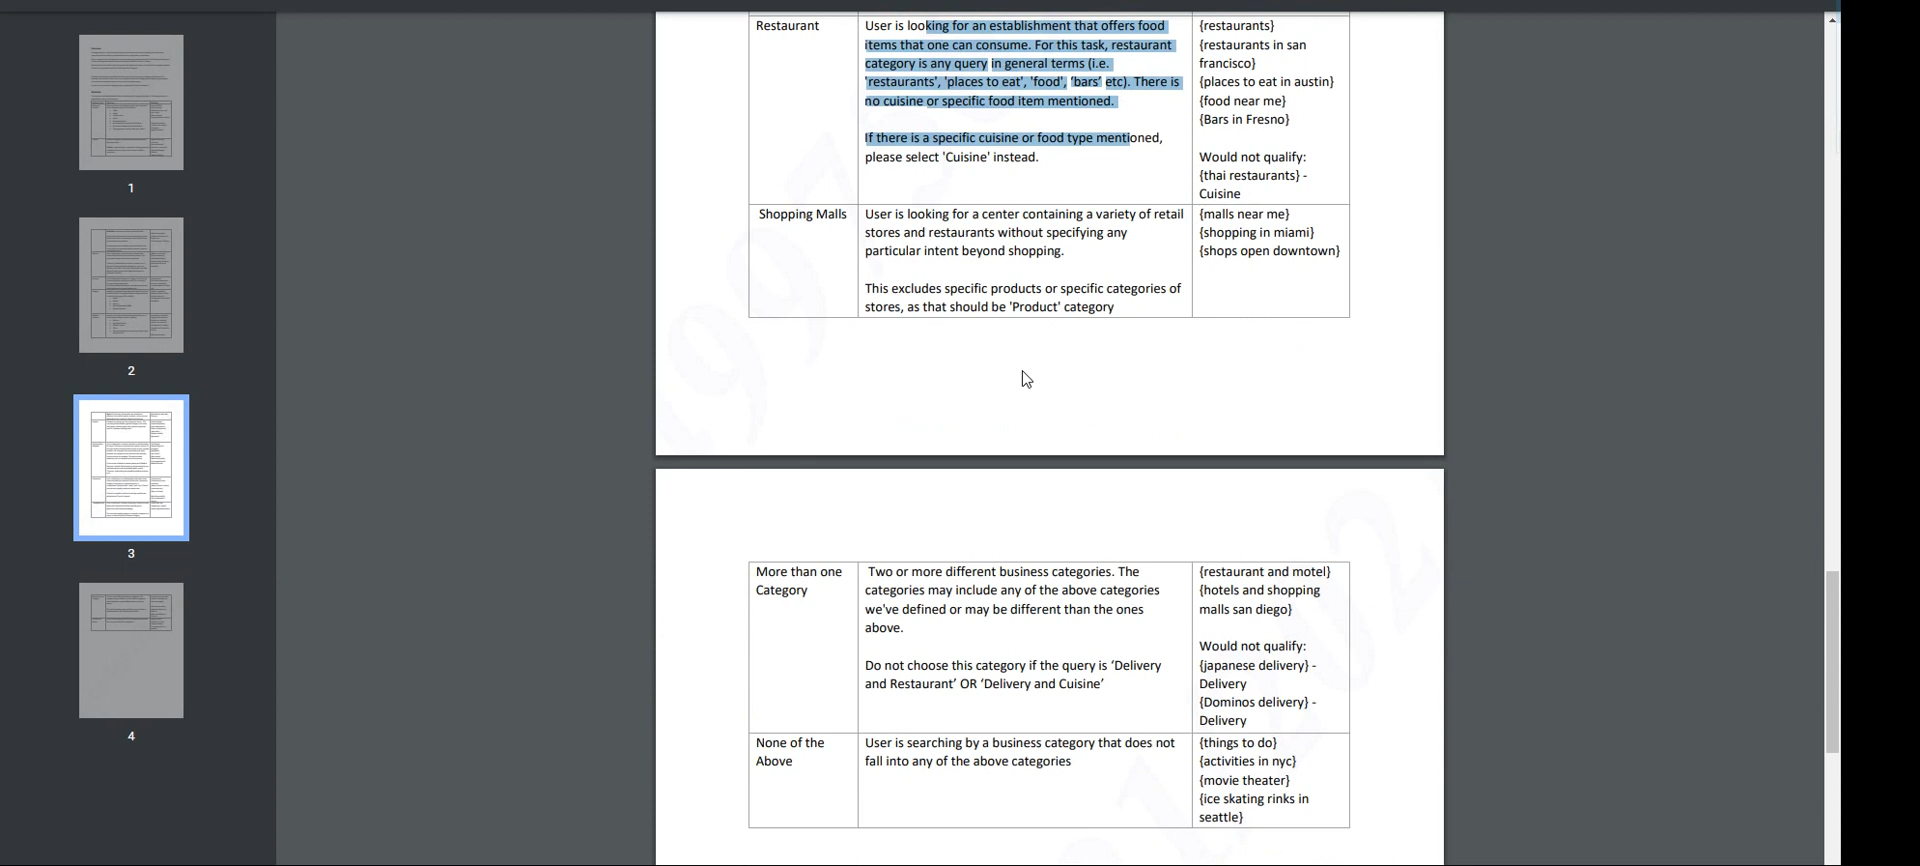 Restaurant
User is looking for an establishment that offers food
items that one can consume. For this task, restaurant
category is any query in general terms (i.e.
'restaurants', 'places to eat', 'food', 'bars' etc). There is
no cuisine or specific food item mentioned.
If there is a specific cuisine or food type mentioned,
please select 'Cuisine' instead.
{restaurants}
{restaurants in san
francisco}
{places to eat in austin}
{food near me}
{Bars in Fresno}
Would not qualify:
{thai restaurants} -
Cuisine
Shopping Malls
User is looking for a center containing a variety of retail
stores and restaurants without specifying any
particular intent beyond shopping.
This excludes specific products or specific categories of
stores, as that should be 'Product' category
{malls near me}
{shopping in miami}
{shops open downtown}
More than one
Category
Two or more different business categories. The
categories may include any of the above categories
we've defined or may be different than the ones
above.
Do not choose this category if the query is ‘Delivery
and Restaurant’ OR ‘Delivery and Cuisine’
{restaurant and motel}
{hotels and shopping
malls san diego}
Would not qualify:
{japanese delivery} -
Delivery
{Dominos delivery} -
Delivery
None of the
Above
User is searching by a business category that does not
fall into any of the above categories
{things to do}
{activities in nyc}
{movie theater}
{ice skating rinks in
seattle}
1
2
3
4